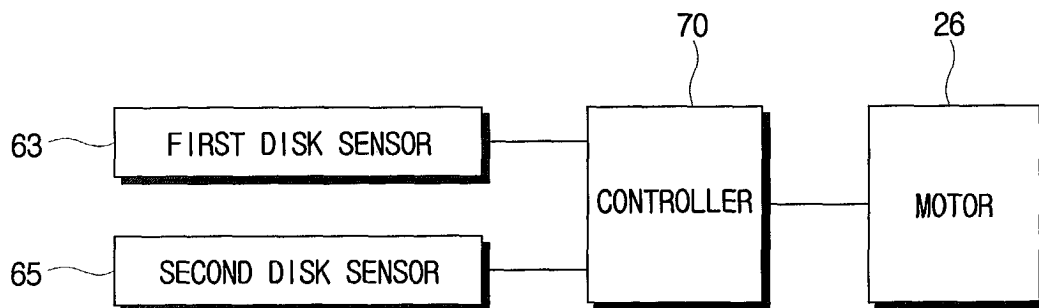 70
26
63
FIRST DISK SENSOR
CONTROLLER
MOTOR
65
SECOND DISK SENSOR